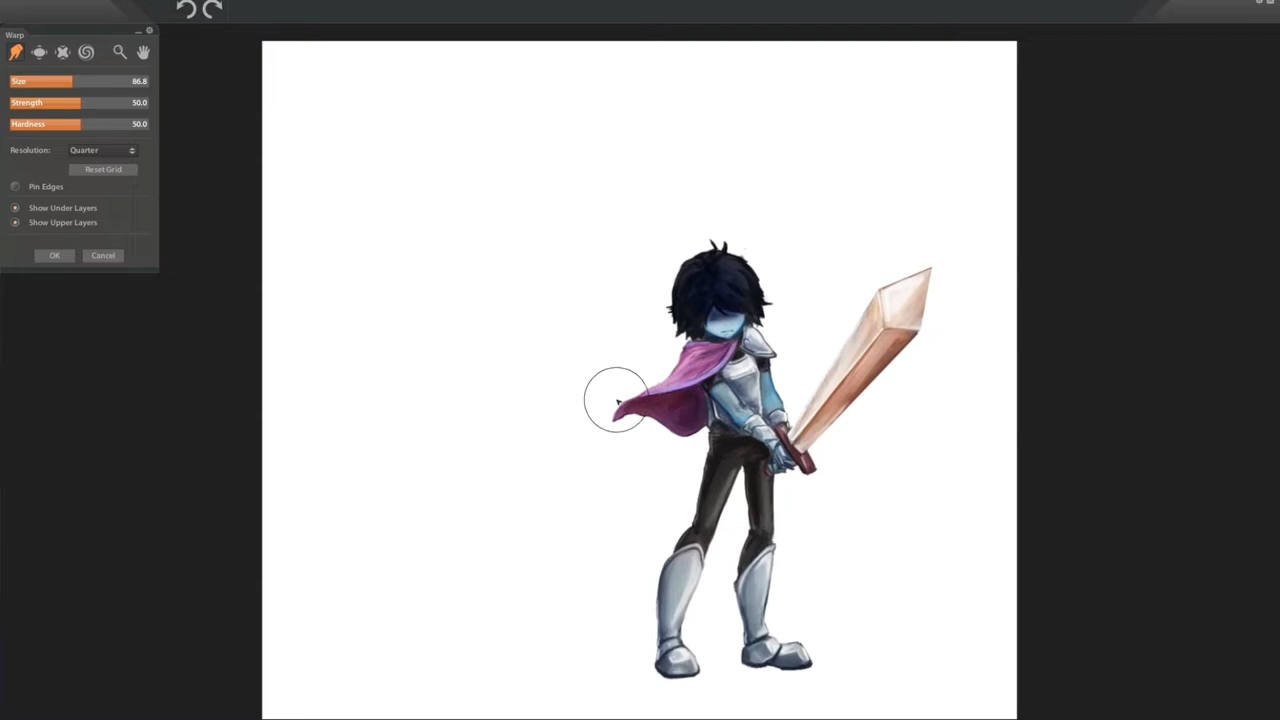 Warp
Size 86.8
Strength 50.0
Hardness 50.0
Resolution: Quarter
Reset Grid
Pin Edges
Show Under Layers
Show Upper Layers
OK Cancel